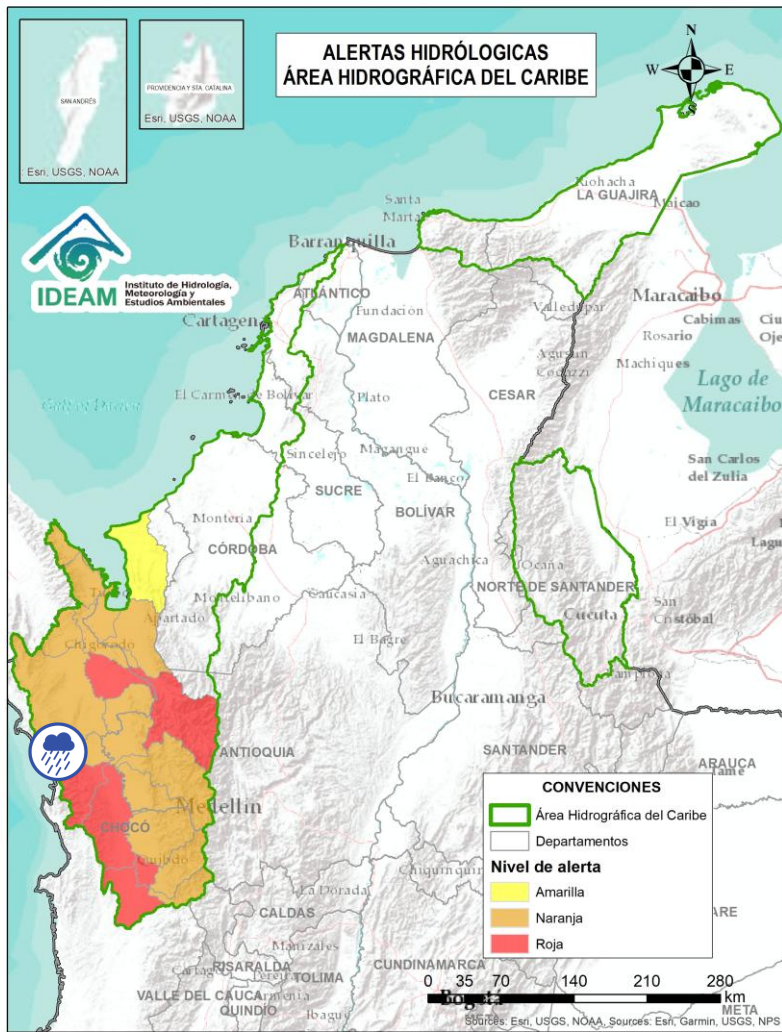 ALERTAS HIDRÓLOGICAS
ÁREA HIDROGRÁFICA DEL CARIBE
N
W E
S
SAN ANDRÉS
Esri, USGS, NOAA
PROVIDENCIA Y STA. CATALINA
Esri, USGS, NOAA
IDEAM
Instituto de Hidrología,
Meteorología y
Estudios Ambientales
Riohacha
LA GUAJIRA
Maicao
Santa
Marta
Barranquilla
ATLÁNTICO
Cartagena
Fundación
MAGDALENA
Valledupar
Maracaibo
Cabimas
Rosario
Machiques
Agustín
Codazzi
CESAR
Lago de
Maracaibo
El Carmen de Bolívar
Plato
Sincelejo
Magangue
SUCRE
El Banco
BOLÍVAR
San Carlos
del Zulia
El Vigía
Montería
CÓRDOBA
Aguachica
Ocaña
NORTE DE SANTANDER
Montelibano
Caucasia
Cucuta
San
Cristóbal
Apartado
Chigorodo
El Bagre
Bucaramanga
ANTIOQUIA
SANTANDER
ARAUCA
Medellín
CHOCÓ
Quibdo
La Dorada
CALDAS
Manizales
RISARALDA
TOLIMA
CUNDINAMARCA
VALLE DEL CAUCA
Armenia
QUINDÍO
Ibague
META
CONVENCIONES
Área Hidrográfica del Caribe
Departamentos
Nivel de alerta
Amarilla
Naranja
Roja
0 35 70 140 210 280
km
Sources: Esri, USGS, NOAA, Sources: Esri, Garmin, USGS, NPS